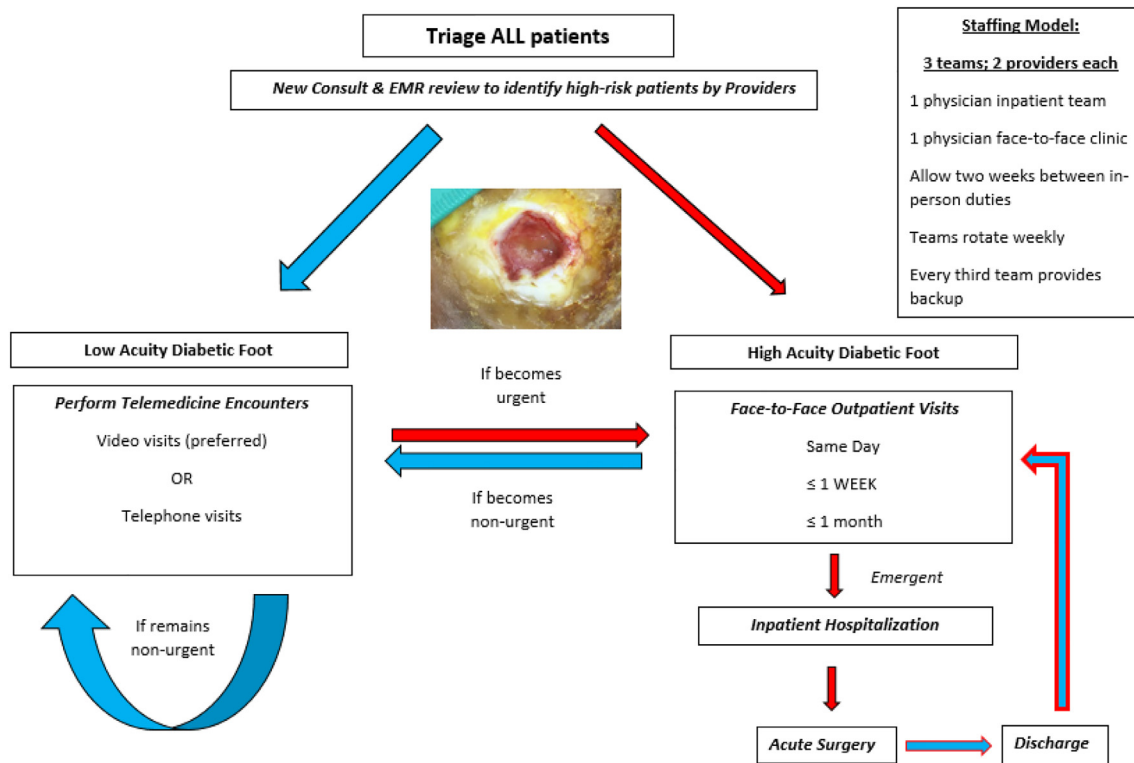 Triage ALL patients
New Consult & EMR review to identify high-risk patients by Providers
Staffing Model:
3 teams; 2 providers each
1 physician inpatient team
1 physician face-to-face clinic
Allow two weeks between in-
person duties
Teams rotate weekly
Every third team provides
backup
Low Acuity Diabetic Foot
Perform Telemedicine Encounters
Video visits (preferred)
OR
Telephone visits
If remains
non-urgent
If becomes
urgent
If becomes
non-urgent
High Acuity Diabetic Foot
Face-to-Face Outpatient Visits
Same Day
≤ 1 WEEK
≤ 1 month
Emergent
Inpatient Hospitalization
Acute Surgery
Discharge